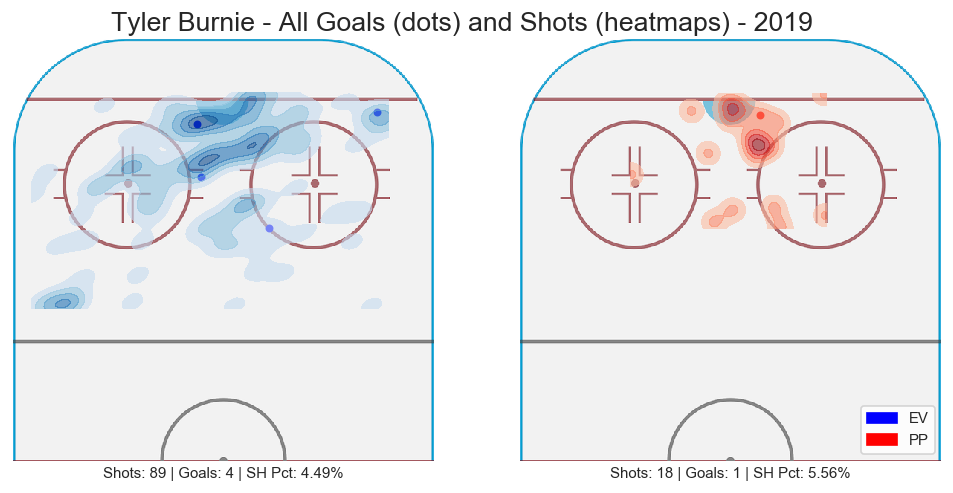 Tyler Burnie - All Goals (dots) and Shots (heatmaps) - 2019
EV
PP
Shots: 89 | Goals: 4 | SH Pct: 4.49%
Shots: 18 | Goals: 1 | SH Pct: 5.56%